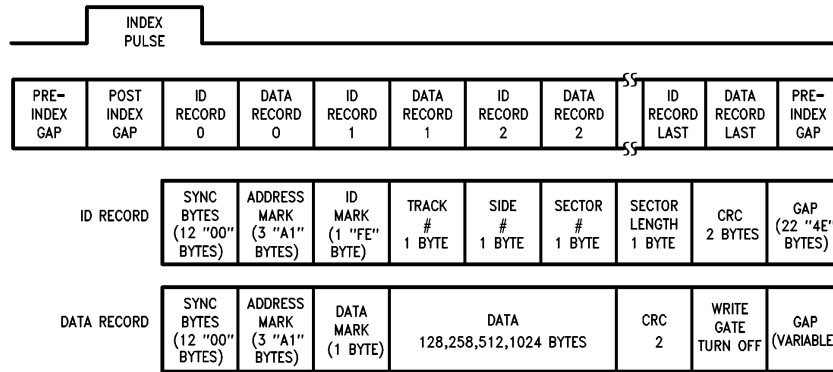 INDEX
PULSE
PRE-
INDEX
GAP
POST
INDEX
GAP
ID
RECORD
0
DATA
RECORD
0
ID
RECORD
1
DATA
RECORD
1
ID
RECORD
2
DATA
RECORD
2
ID
RECORD
LAST
DATA
RECORD
LAST
PRE-
INDEX
GAP
ID RECORD
SYNC
BYTES
(12 "00"
BYTES)
ADDRESS
MARK
(3 "A1"
BYTES)
ID
MARK
(1 "FE"
BYTE)
TRACK
#
1 BYTE
SIDE
#
1 BYTE
SECTOR
#
1 BYTE
SECTOR
LENGTH
1 BYTE
CRC
2 BYTES
GAP
(22 "4E"
BYTES)
DATA RECORD
SYNC
BYTES
(12 "00"
BYTES)
ADDRESS
MARK
(3 "A1"
BYTES)
DATA
MARK
(1 BYTE)
DATA
128,258,512,1024 BYTES
CRC
2
WRITE
GATE
TURN OFF
GAP
(VARIABLE